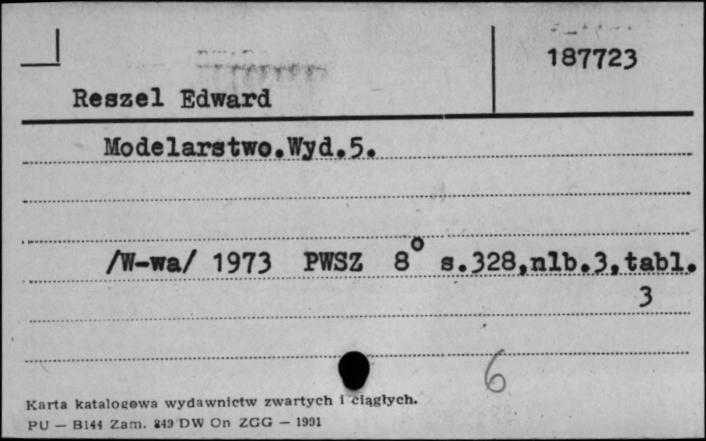 187723
Reszel Edward
Modelarstwo.Wyd.5.
/W-wa/ 1973 PWSZ 8° s.328,nlb.3,tabl.
3
6
Karta katalogowa wydawnictw zwartych i ciągłych.
PU — B144 Zam. 849 DW On ZGG — 1991